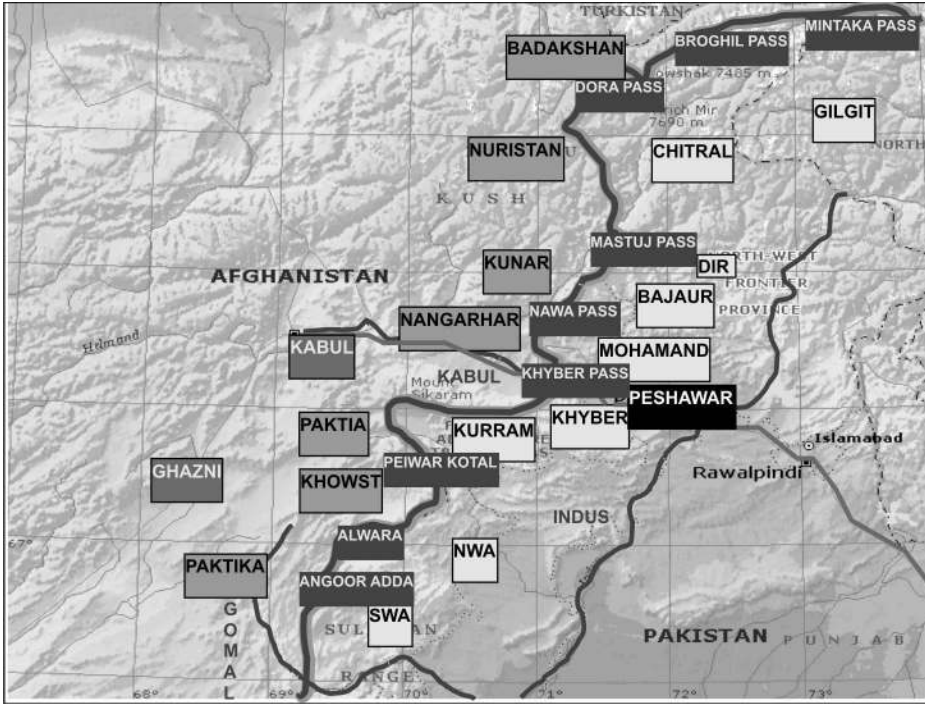 TURKISTAN
MINTAKA PASS
BADAKSHAN
BROGHIL PASS
7485 m
DORA PASS
Mir
7690 m
GILGIT
NORTH
NURISTAN
CHITRAL
KUSH
MASTUJ PASS
KUNAR
NORTH-WEST
DIR
FRONTIER
AFGHANISTAN
BAJAUR
PROVINCE
NAWA PASS
NANGARHAR
Helmand
KABUL
MOHAMAND
KABUL
KHYBER PASS
Mount
Sikaram
PESHAWAR
PAKTIA
KHYBER
KURRAM
Islamabad
GHAZNI
PEIWAR KOTAL
Rawalpindi
KHOWST
INDUS
ALWARA
67°
NWA
PAKTIKA
ANGOOR ADDA
SWA
GOMAL
PAKISTAN
PUNJAB
RANGE
68°
69°
70°
71°
72°
73°